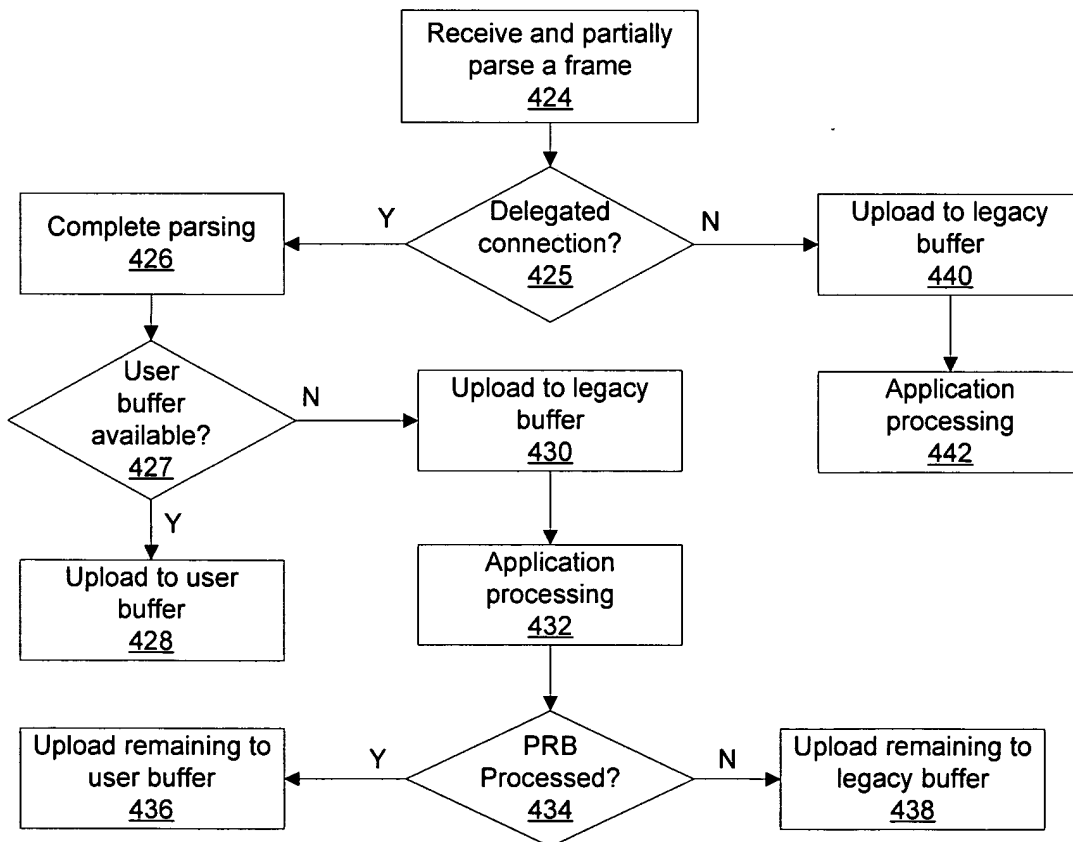 Receive and partially
parse a frame
424
Delegated
connection?
425
Y
N
Complete parsing
426
Upload to legacy
buffer
440
User
buffer
available?
427
N
Y
Upload to legacy
buffer
430
Application
processing
442
Upload to user
buffer
428
Application
processing
432
PRB
Processed?
434
Y
N
Upload remaining to
user buffer
436
Upload remaining to
legacy buffer
438